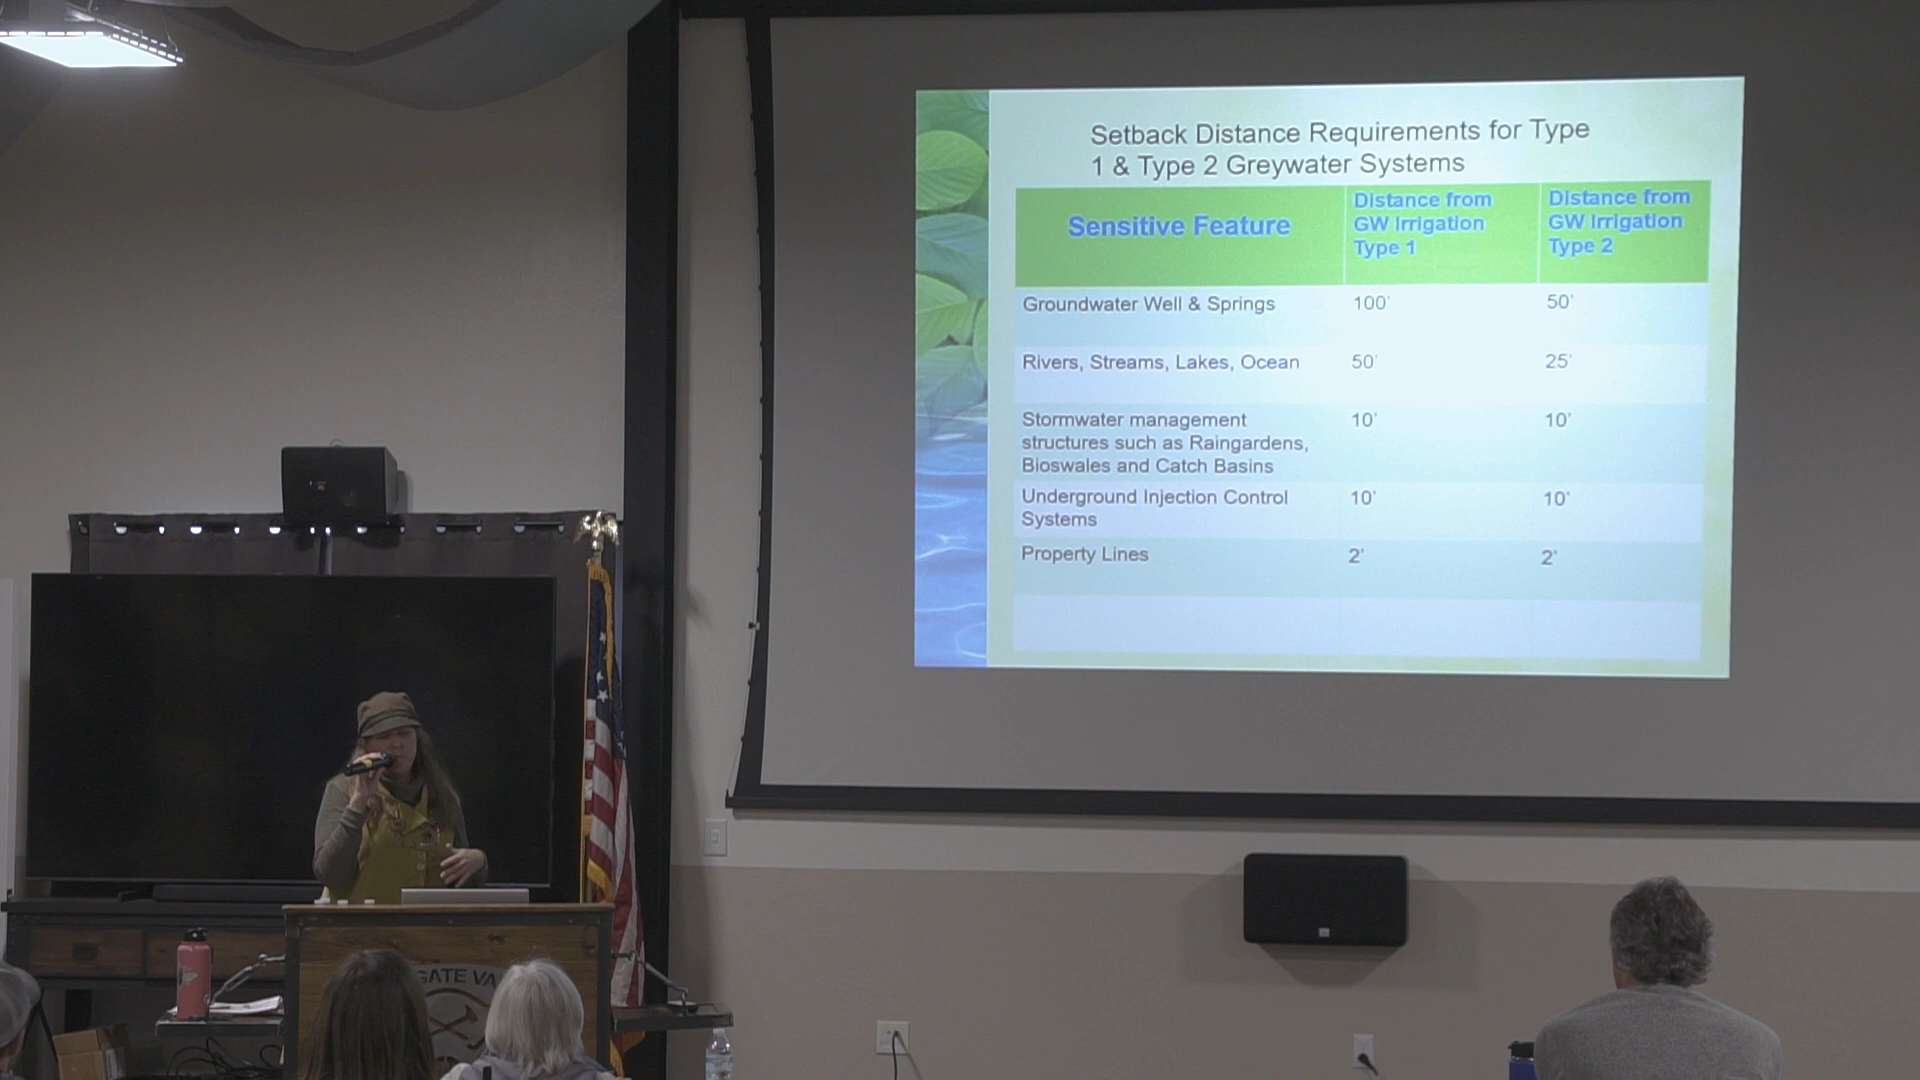 Setback Distance Requirements for Type
1 & Type 2 Greywater Systems
Sensitive Feature
Distance from
GW Irrigation
Type 1
Distance from
GW Irrigation
Type 2
Groundwater Well & Springs 100' 50'
Rivers, Streams, Lakes, Ocean 50' 25'
Stormwater management 10' 10'
structures such as Raingardens,
Bioswales and Catch Basins
Underground Injection Control 10' 10'
Systems
Property Lines 2' 2'
GATE VA